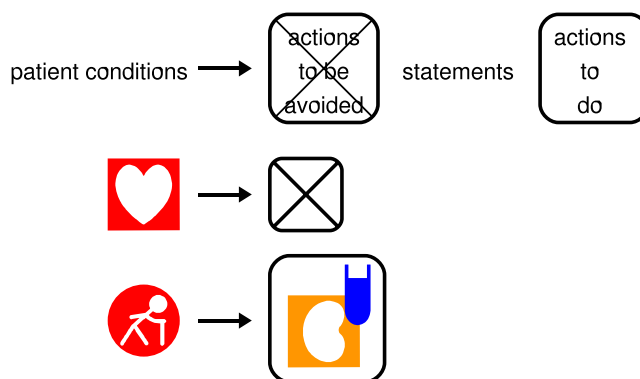 patient conditions
actions
to be
avoided
statements
actions
to
do